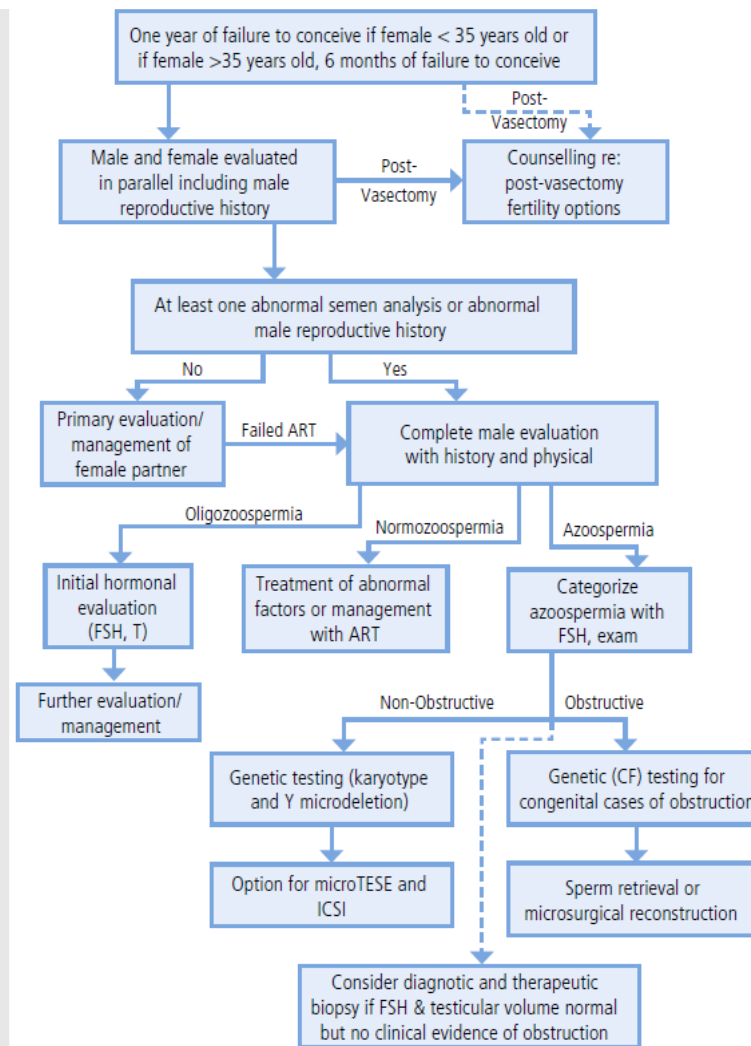 One year of failure to conceive if female < 35 years old or
if female >35 years old, 6 months of failure to conceive
Post-
Vasectomy
Male and female evaluated
in parallel including male
reproductive history
Post-
Vasectomy
Counselling re:
post-vasectomy
fertility options
At least one abnormal semen analysis or abnormal
male reproductive history
No
Yes
Primary evaluation/
management of
female partner
Failed ART
Complete male evaluation
with history and physical
Oligozoospermia
Normozoospermia
Azoospermia
Initial hormonal
evaluation
(FSH, T)
Treatment of abnormal
factors or management
with ART
Categorize
azoospermia with
FSH, exam
Further evaluation/
management
Non-Obstructive
Obstructive
Genetic testing (karyotype
and Y microdeletion)
Genetic (CF) testing for
congenital cases of obstruction
Option for microTESE and
ICSI
Sperm retrieval or
microsurgical reconstruction
Consider diagnostic and therapeutic
biopsy if FSH & testicular volume normal
but no clinical evidence of obstruction